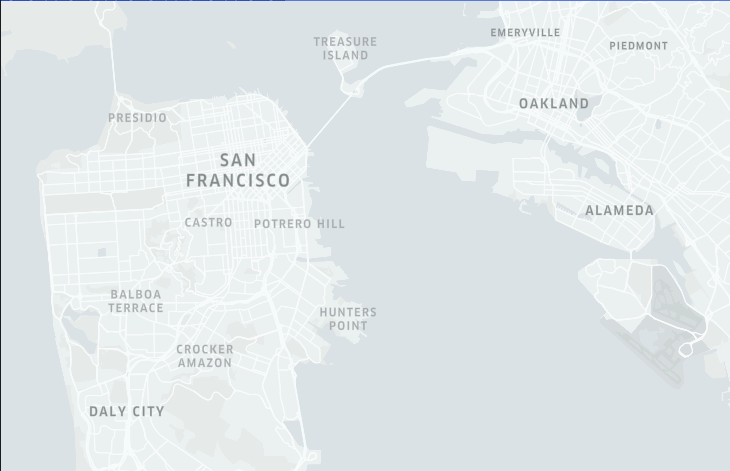 EMERYVILLE
TREASURE
ISLAND
PIEDMONT
OAKLAND
PRESIDIO
SAN
FRANCISCO
ALAMEDA
CASTRO
POTRERO HILL
BALBOA
TERRACE
HUNTERS
POINT
CROCKER
AMAZON
DALY CITY